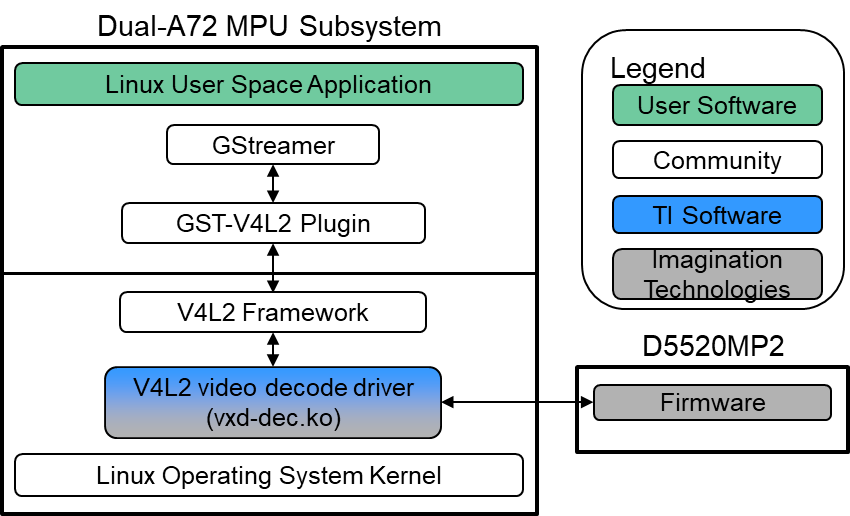 Dual-A72 MPU Subsystem
Linux User Space Application
GStreamer
GST-V4L2 Plugin
V4L2 Framework
V4L2 video decode driver
(vxd-dec.ko)
Linux Operating System Kernel
Legend
User Software
Community
TI Software
Imagination
Technologies
D5520MP2
Firmware